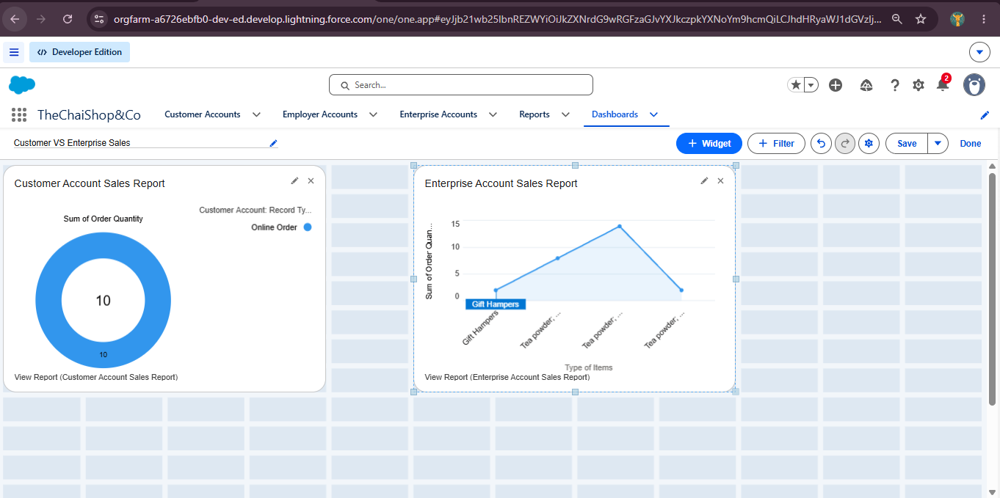 orgfarm-a6726ebfb0-dev-ed.develop.lightning.force.com/one/one.app#eyJjb21wb25lbnREZWYiOiJkZXNrdG9wRGFzaGJvYXJkczpkYXNoYm9hcmQiLCJhdHRyaWJ1dGVzIj...
Developer Edition
Search...
2
TheChaiShop&Co
Customer Accounts
Employer Accounts
Enterprise Accounts
Reports
Dashboards
Customer VS Enterprise Sales
+ Widget
+ Filter
Save
Done
Customer Account Sales Report
Customer Account: Record Ty...
Sum of Order Quantity
Online Order
10
10
View Report (Customer Account Sales Report)
Enterprise Account Sales Report
Sum of Order Quan...
15
10
5
0
Gift Hampers
Gift Hampers
Tea powder; ...
Tea powder; ...
Tea powder; ...
Type of Items
View Report (Enterprise Account Sales Report)